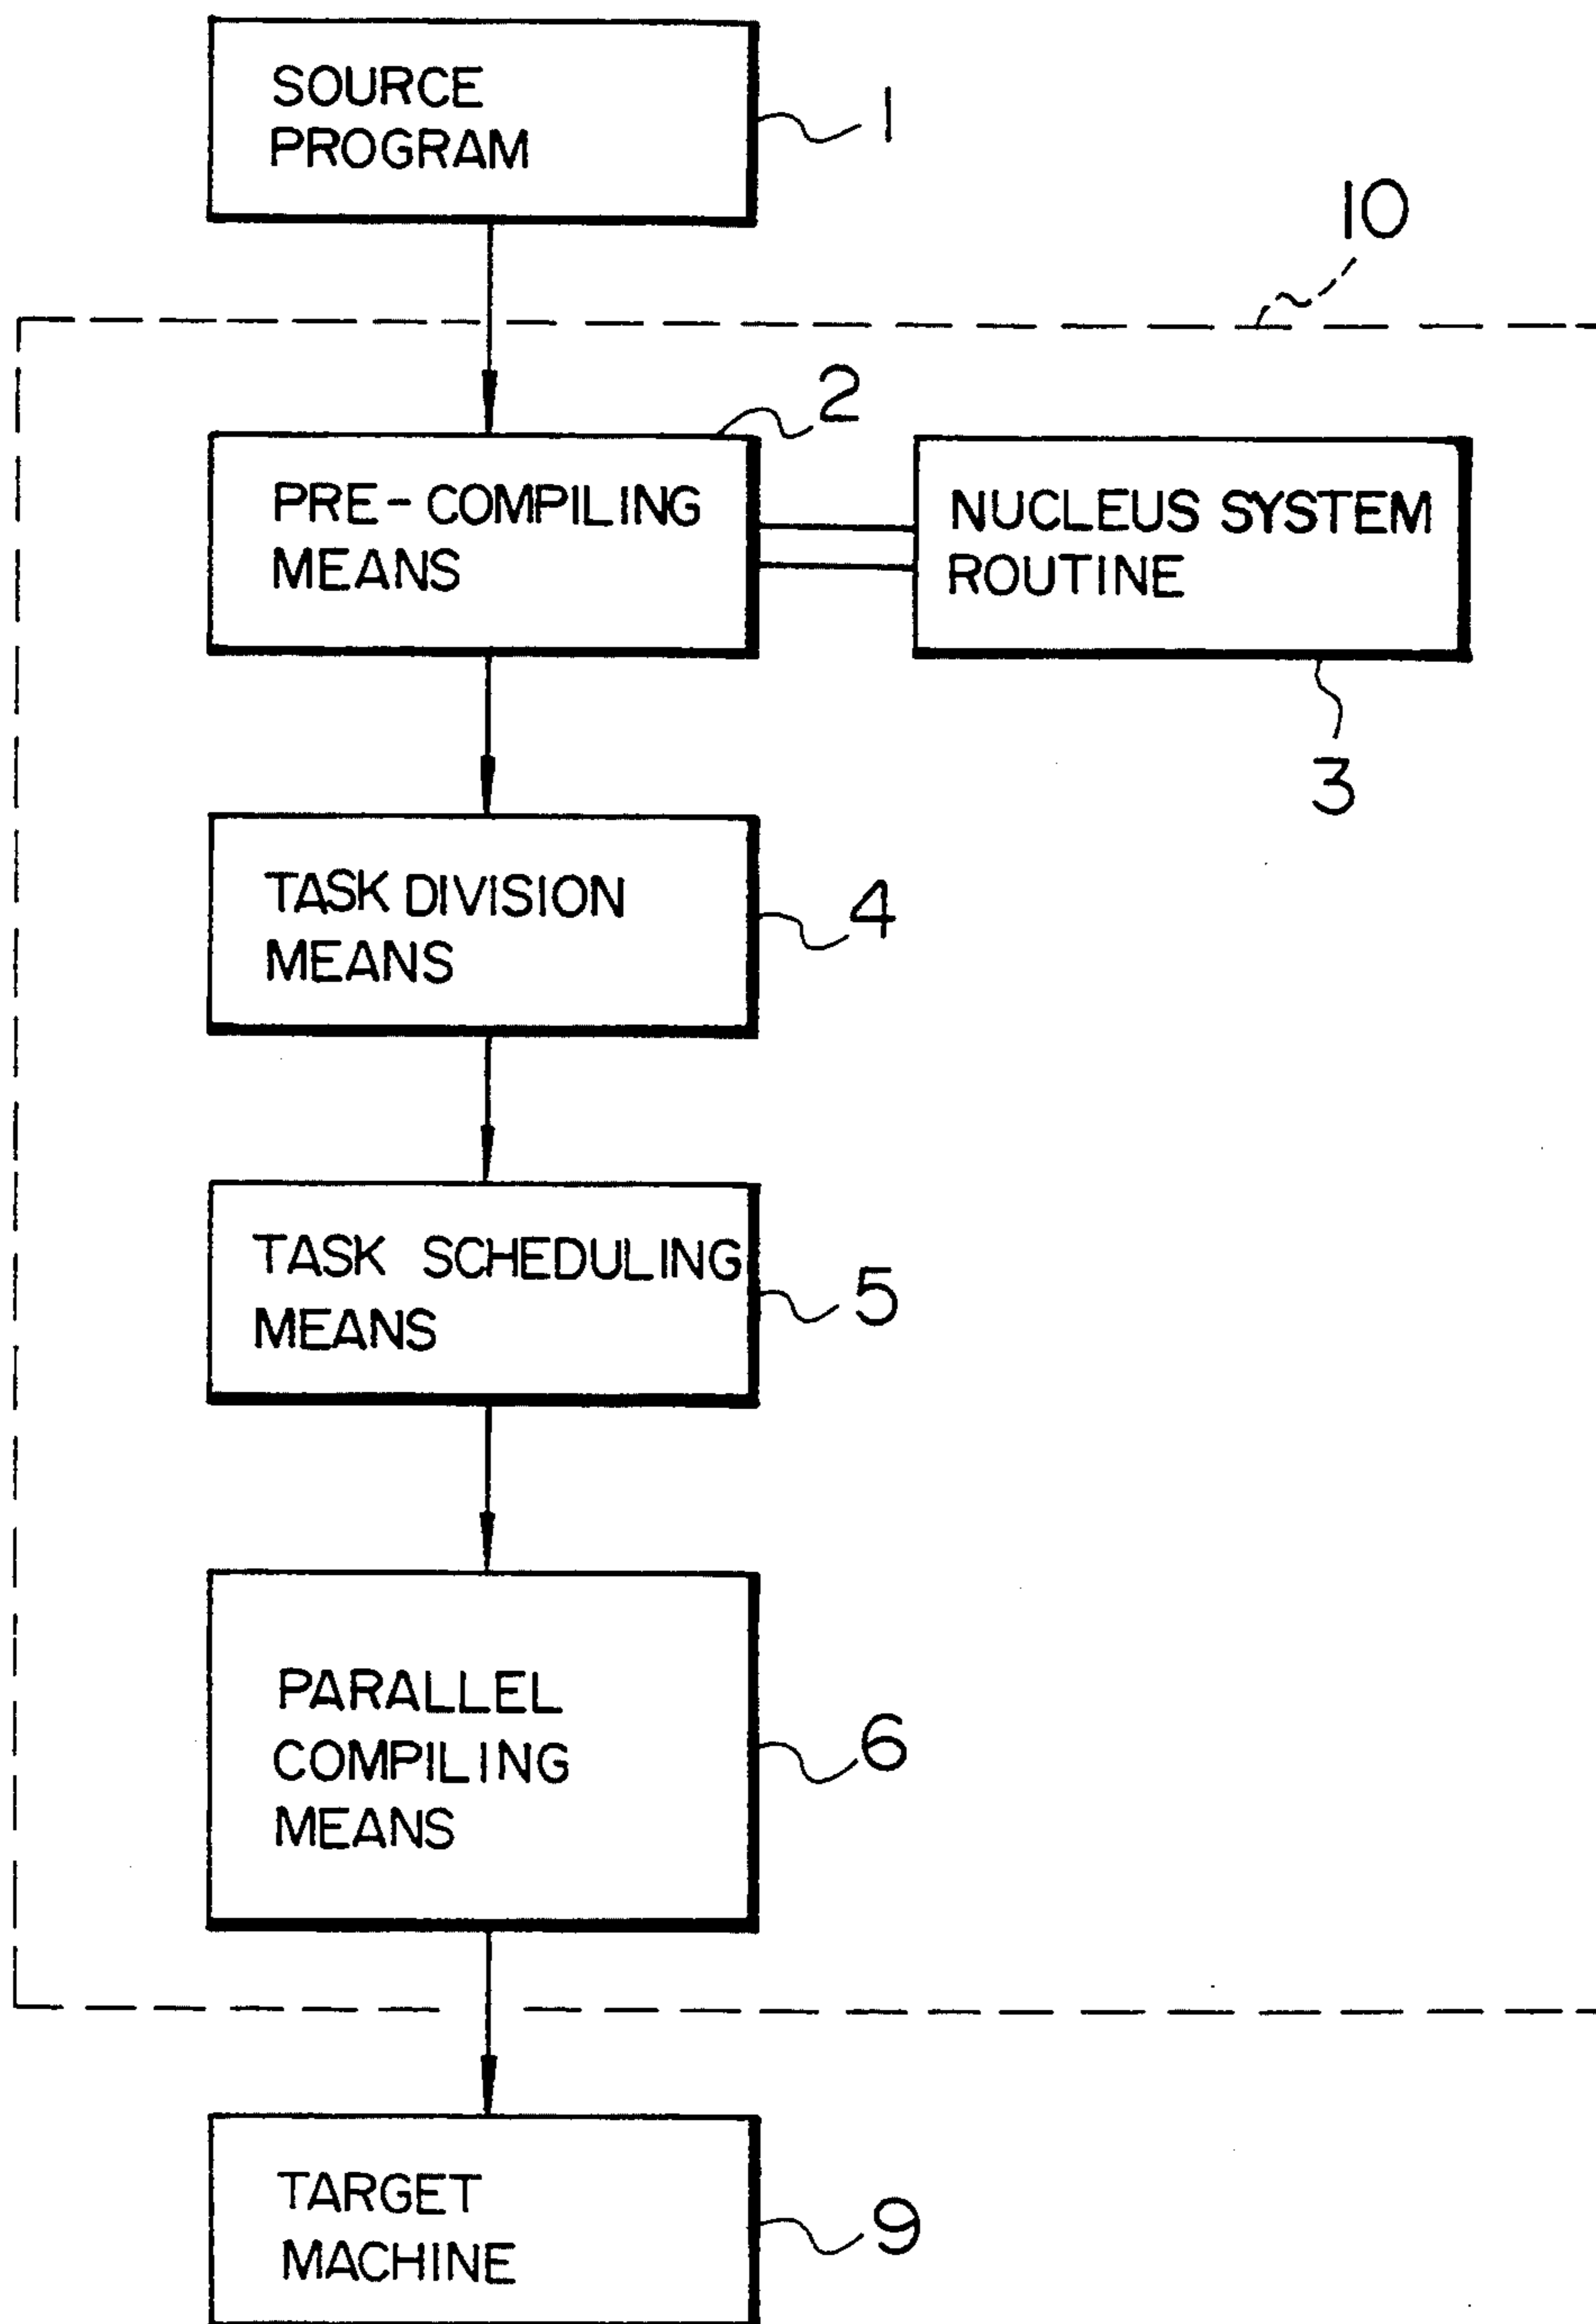 SOURCE
PROGRAM
1
10
2
PRE-COMPILING
MEANS
NUCLEUS SYSTEM
ROUTINE
3
TASK DIVISION
MEANS
4
TASK SCHEDULING
MEANS
5
PARALLEL
COMPILING
MEANS
6
TARGET
MACHINE
9